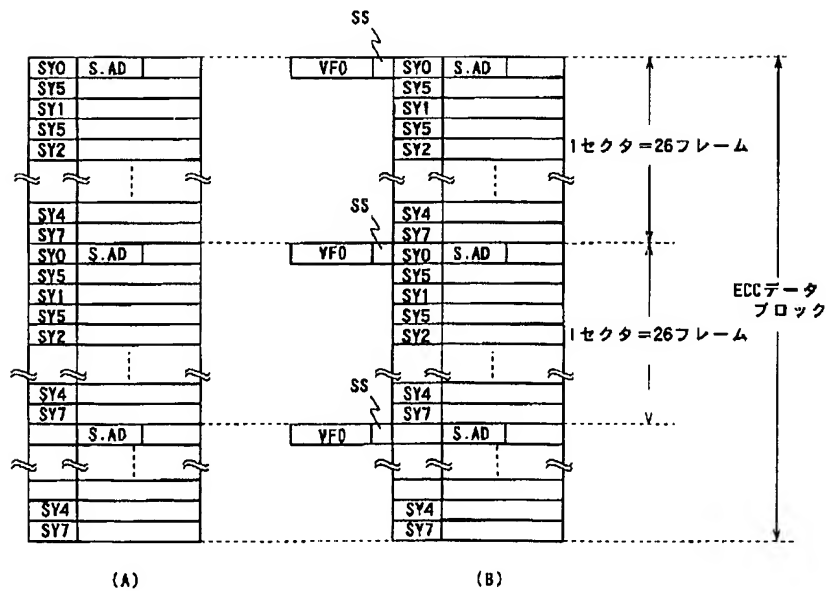 SS
SY0 S.AD VFO SY0 S.AD
SY5 SY5
SY1 SY1
SY5 SY5
SY2 SY2
1セクタ=26フレーム
SS
SY4 SY4
SY7 SY7
SY0 S.AD VFO SY0 S.AD
SY5 SY5
SY1 SY1
SY5 SY5
SY2 SY2
1セクタ=26フレーム
ECCデータ
ブロック
SS
SY4 SY4
SY7 SY7
S.AD VFO S.AD
SY4 SY4
SY7 SY7
(A) (B)